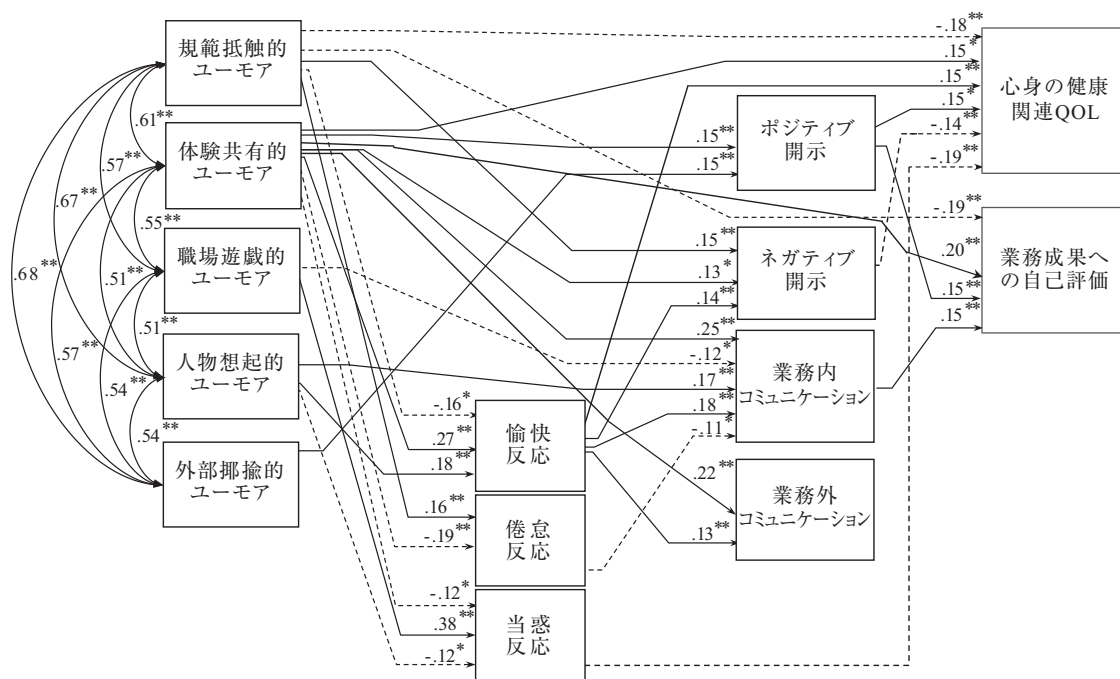 規範抵触的
ユーモア
体験共有的
ユーモア
職場遊戯的
ユーモア
人物想起的
ユーモア
外部揶揄的
ユーモア
.61**
.57**
.67**
.55**
.68**
.51**
.51**
.57**
.54**
.54**
愉快
反応
倦怠
反応
当惑
反応
-.16*
.27**
.18**
.16**
-.19**
-.12*
.38**
-.12*
ポジティブ
開示
ネガティブ
開示
業務内
コミュニケーション
業務外
コミュニケーション
.15**
.15**
.15**
.13*
.14**
.25**
-.12*
.17**
.18**
-.11*
.22**
.13**
心身の健康
関連QOL
業務成果へ
の自己評価
-.18**
.15*
.15**
.15*
-.14**
-.19**
-.19**
.20**
.15**
.15**